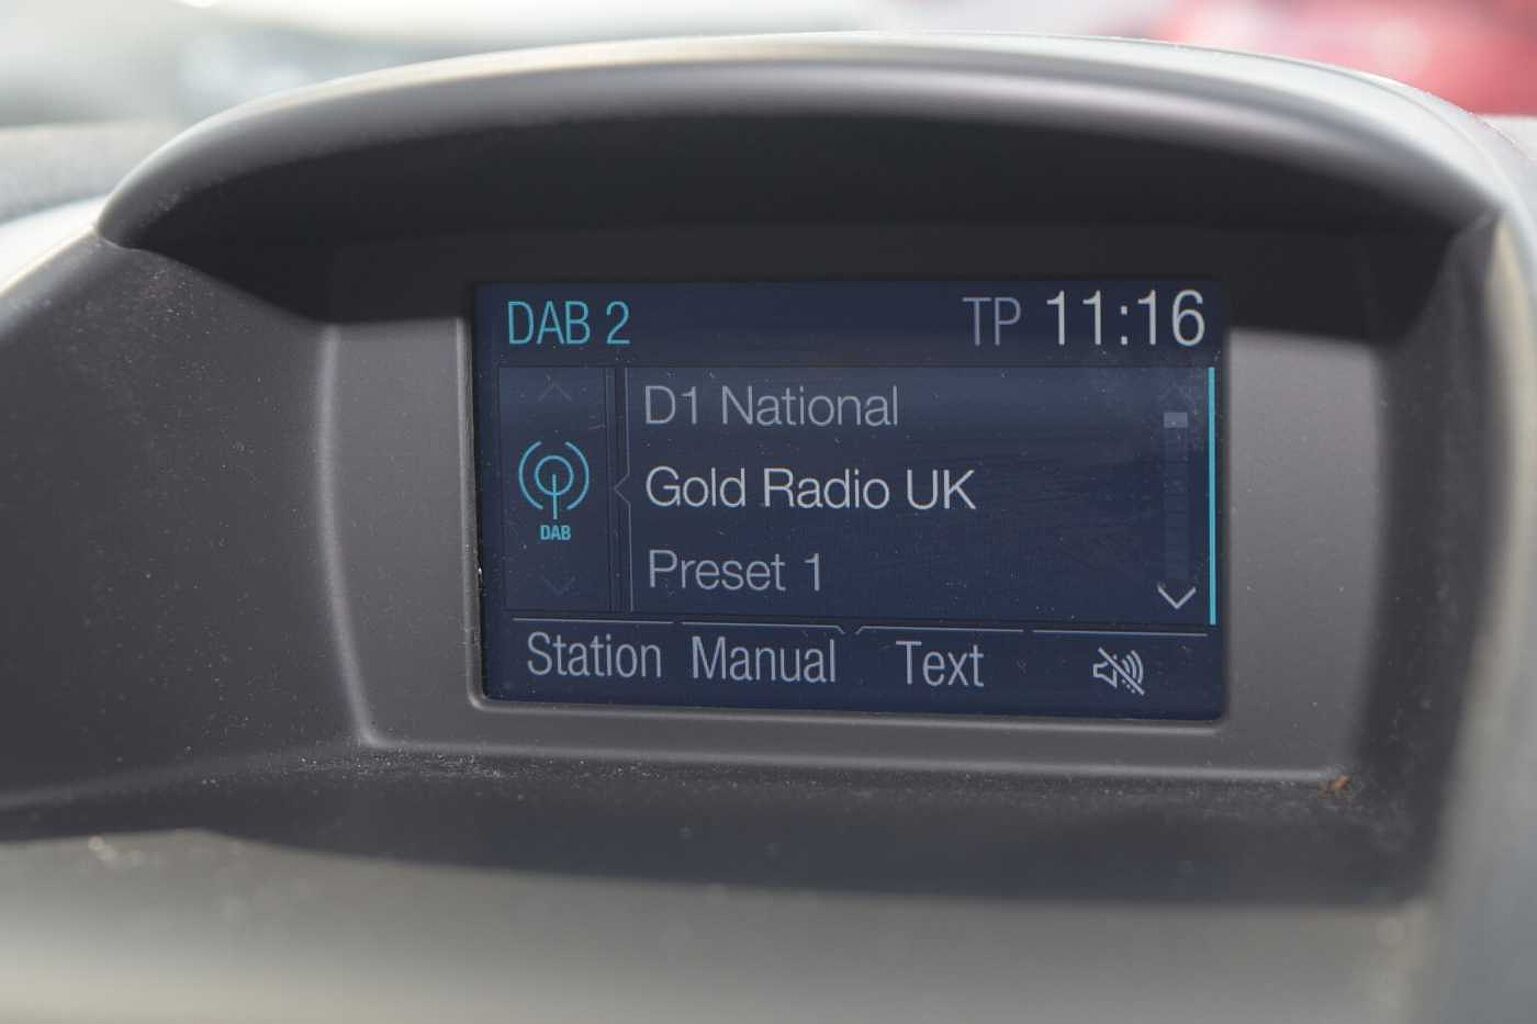 DAB 2 TP 11:16
D1 National
Gold Radio UK
DAB
Preset 1
Station Manual Text